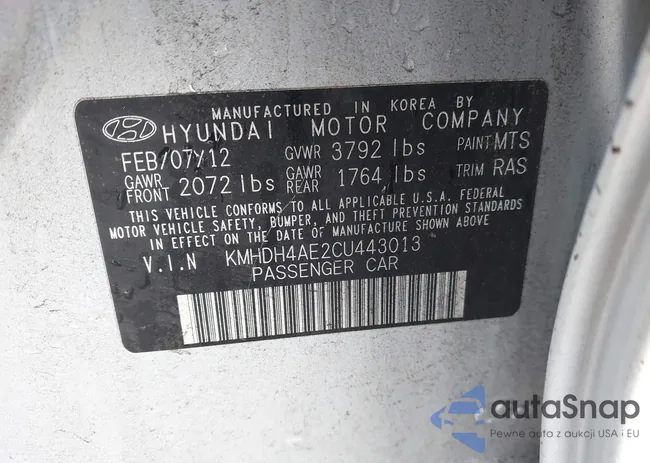 MANUFACTURED IN KOREA BY
HYUNDAI MOTOR COMPANY
FEB/07/12 GVWR 3792 lbs PAINT MTS
GAWR FRONT 2072 lbs GAWR REAR 1764 lbs TRIM RAS
THIS VEHICLE CONFORMS TO ALL APPLICABLE U.S.A. FEDERAL
MOTOR VEHICLE SAFETY, BUMPER, AND THEFT PREVENTION STANDARDS
IN EFFECT ON THE DATE OF MANUFACTURE SHOWN ABOVE
V.I.N KMHDH4AE2CU443013
PASSENGER CAR
autaSnap
Pewne auta z aukcji USA i EU